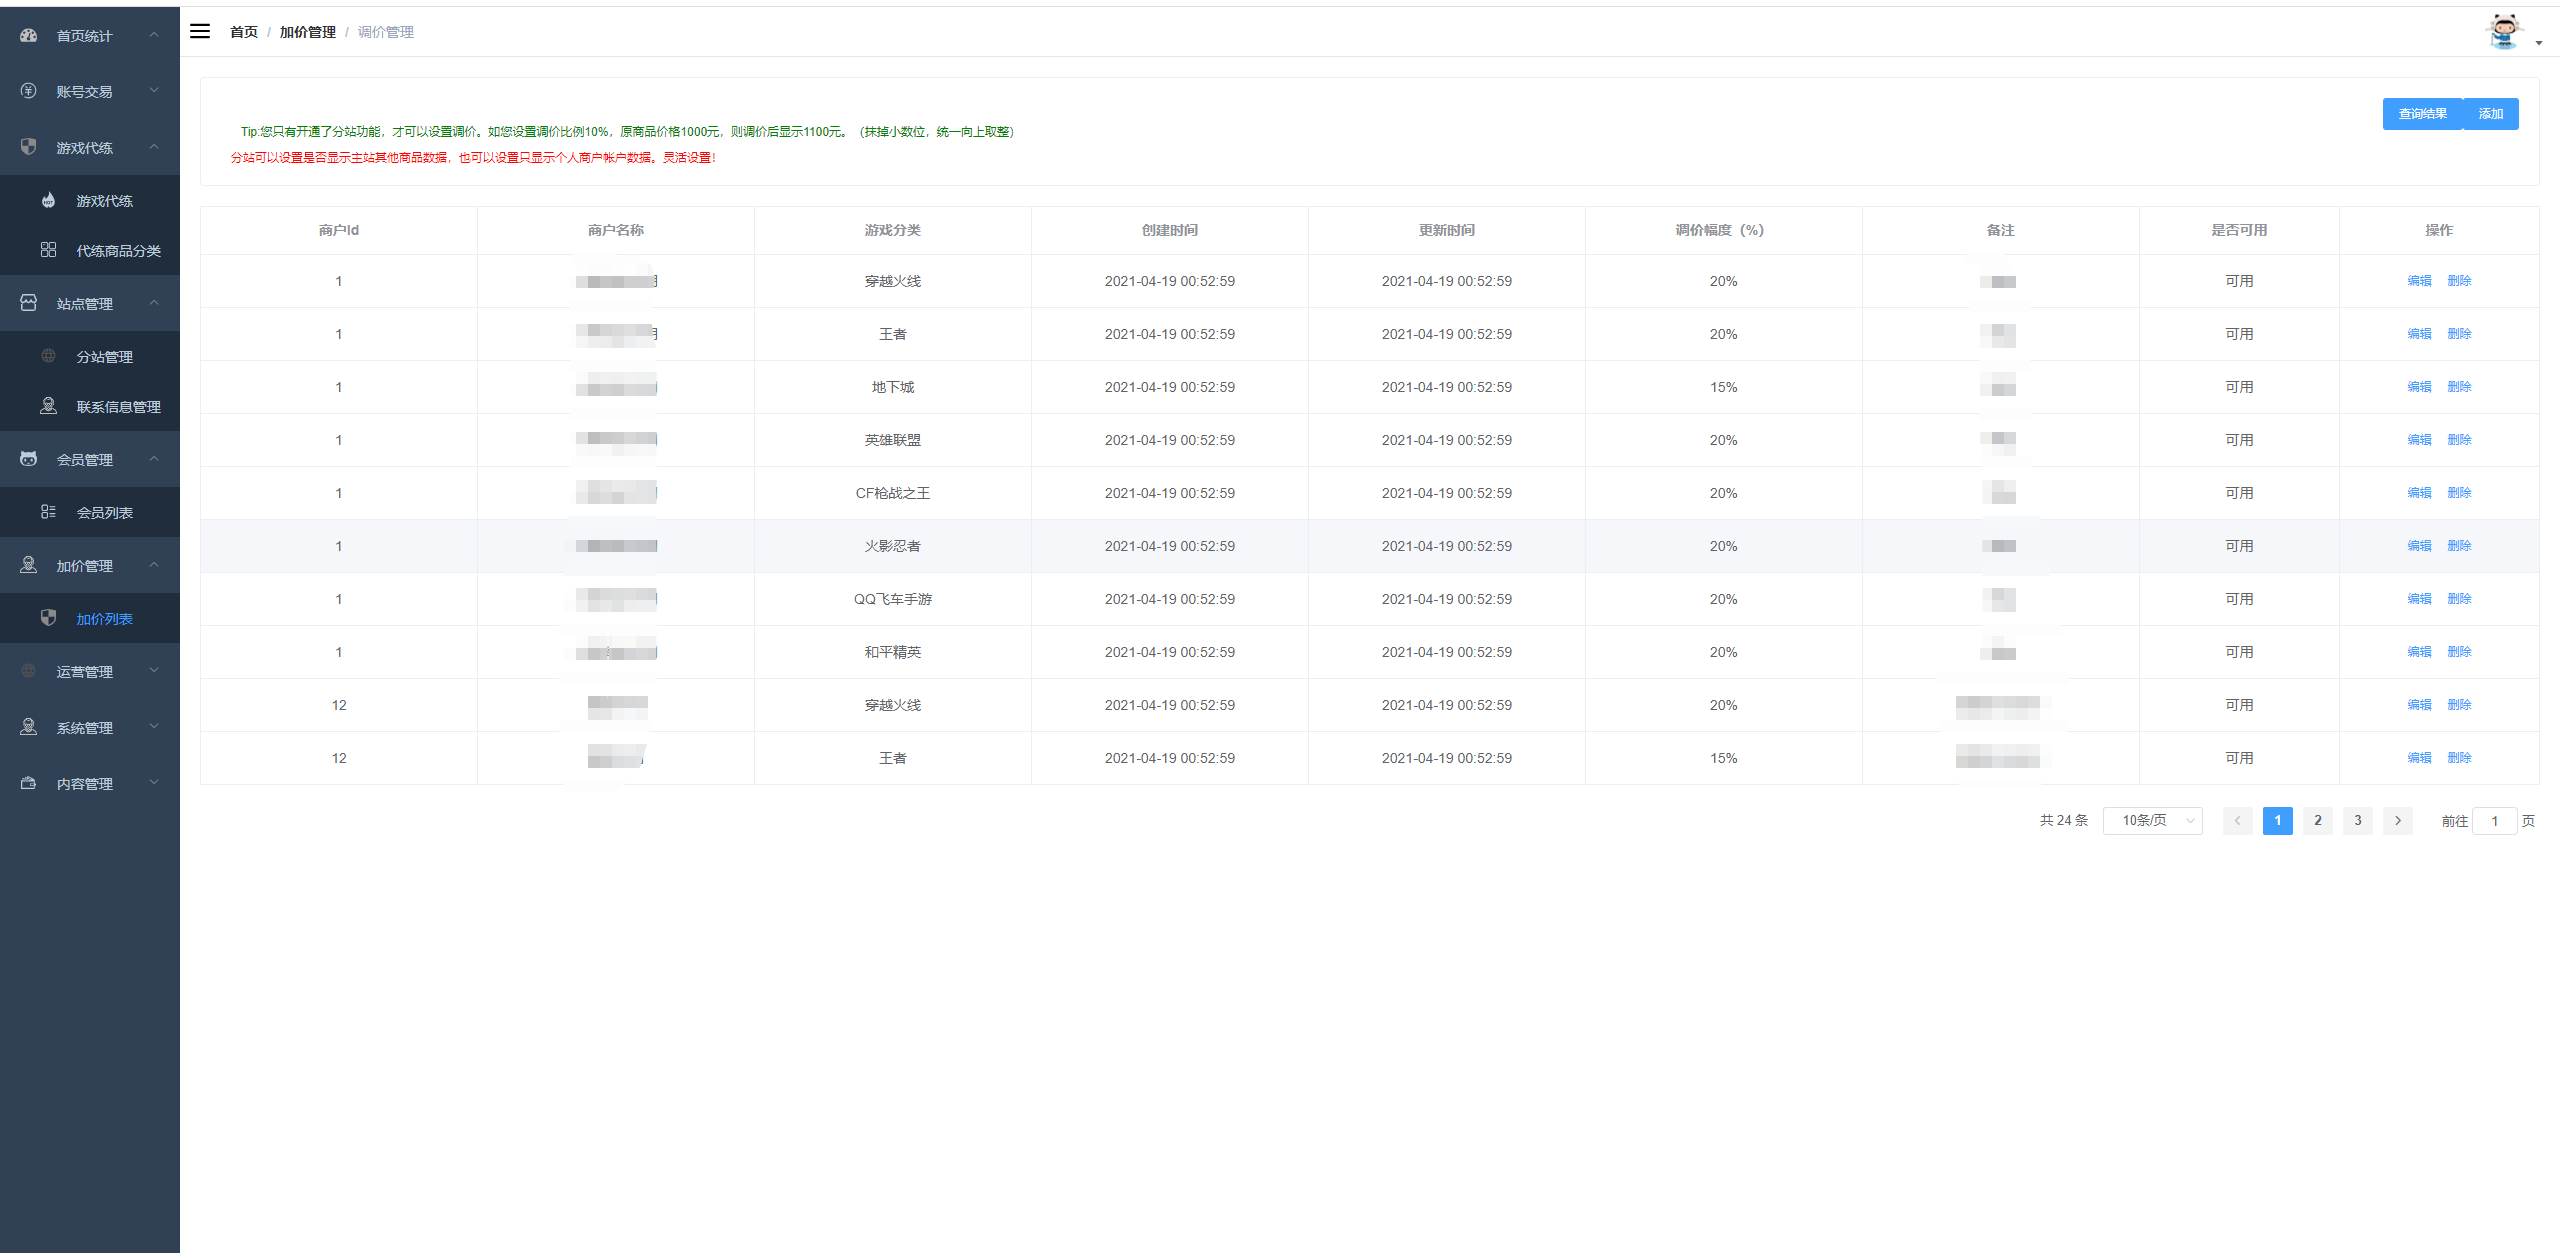 首页统计
账号交易
游戏代练
游戏代练
代练商品分类
站点管理
分站管理
联系信息管理
会员管理
会员列表
加价管理
加价列表
运营管理
系统管理
内容管理
首页 / 加价管理 / 调价管理
查询结果 添加
Tip:您只有开通了分站功能，才可以设置调价。如您设置调价比例10%，原商品价格1000元，则调价后显示1100元。（抹掉小数位，统一向上取整）
分站可以设置是否显示主站其他商品数据，也可以设置只显示个人商户帐户数据。灵活设置！
商户Id 商户名称 游戏分类 创建时间 更新时间 调价幅度（%） 备注 是否可用 操作
1 穿越火线 2021-04-19 00:52:59 2021-04-19 00:52:59 20% 可用 编辑 删除
1 王者 2021-04-19 00:52:59 2021-04-19 00:52:59 20% 可用 编辑 删除
1 地下城 2021-04-19 00:52:59 2021-04-19 00:52:59 15% 可用 编辑 删除
1 英雄联盟 2021-04-19 00:52:59 2021-04-19 00:52:59 20% 可用 编辑 删除
1 CF枪战之王 2021-04-19 00:52:59 2021-04-19 00:52:59 20% 可用 编辑 删除
1 火影忍者 2021-04-19 00:52:59 2021-04-19 00:52:59 20% 可用 编辑 删除
1 QQ飞车手游 2021-04-19 00:52:59 2021-04-19 00:52:59 20% 可用 编辑 删除
1 和平精英 2021-04-19 00:52:59 2021-04-19 00:52:59 20% 可用 编辑 删除
12 穿越火线 2021-04-19 00:52:59 2021-04-19 00:52:59 20% 可用 编辑 删除
12 王者 2021-04-19 00:52:59 2021-04-19 00:52:59 15% 可用 编辑 删除
共 24 条 10条/页 1 2 3 前往 1 页